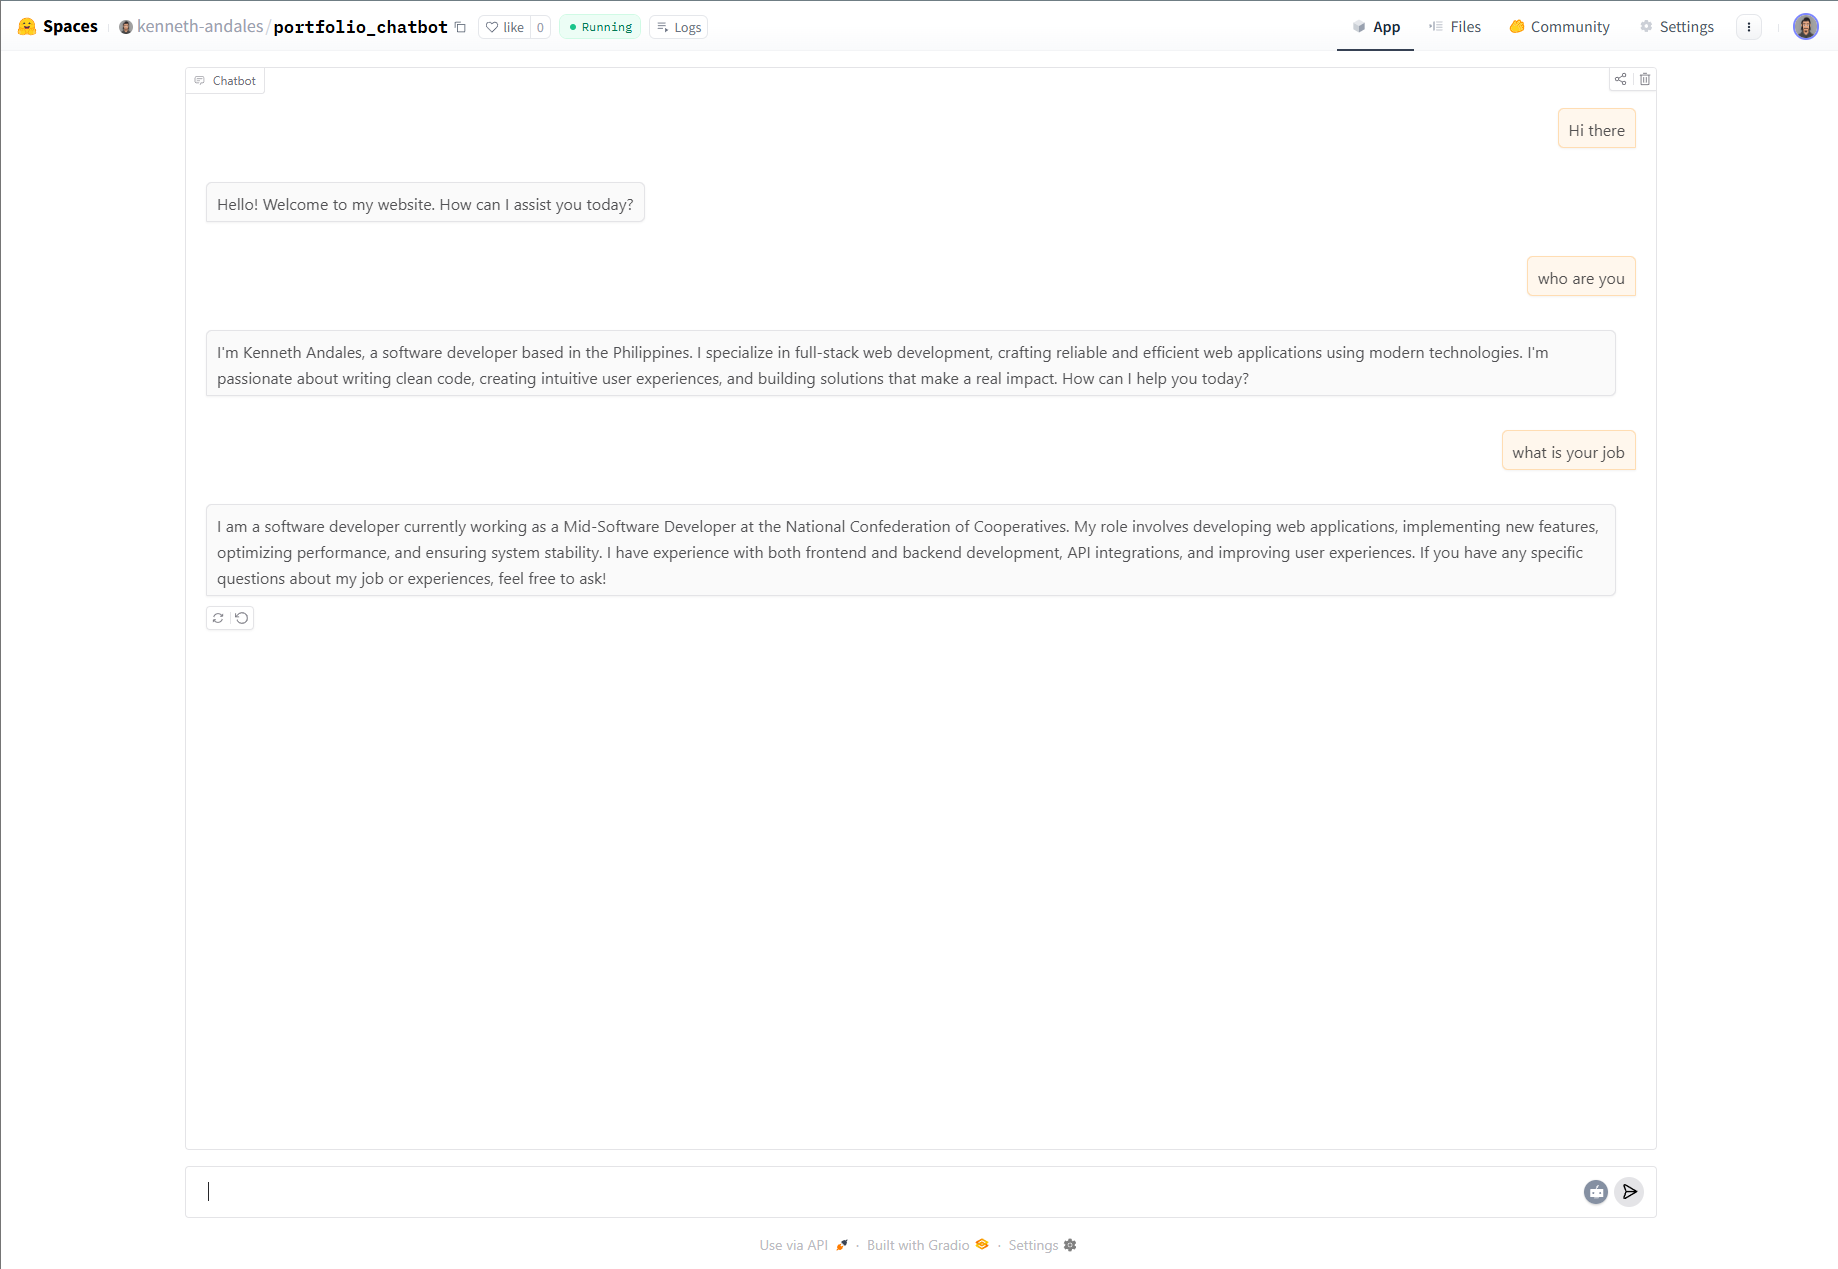 Spaces kenneth-andales/portfolio_chatbot like 0 Running Logs App Files Community Settings
Chatbot
Hi there
Hello! Welcome to my website. How can I assist you today?
who are you
I'm Kenneth Andales, a software developer based in the Philippines. I specialize in full-stack web development, crafting reliable and efficient web applications using modern technologies. I'm
passionate about writing clean code, creating intuitive user experiences, and building solutions that make a real impact. How can I help you today?
what is your job
I am a software developer currently working as a Mid-Software Developer at the National Confederation of Cooperatives. My role involves developing web applications, implementing new features,
optimizing performance, and ensuring system stability. I have experience with both frontend and backend development, API integrations, and improving user experiences. If you have any specific
questions about my job or experiences, feel free to ask!
Use via API · Built with Gradio · Settings